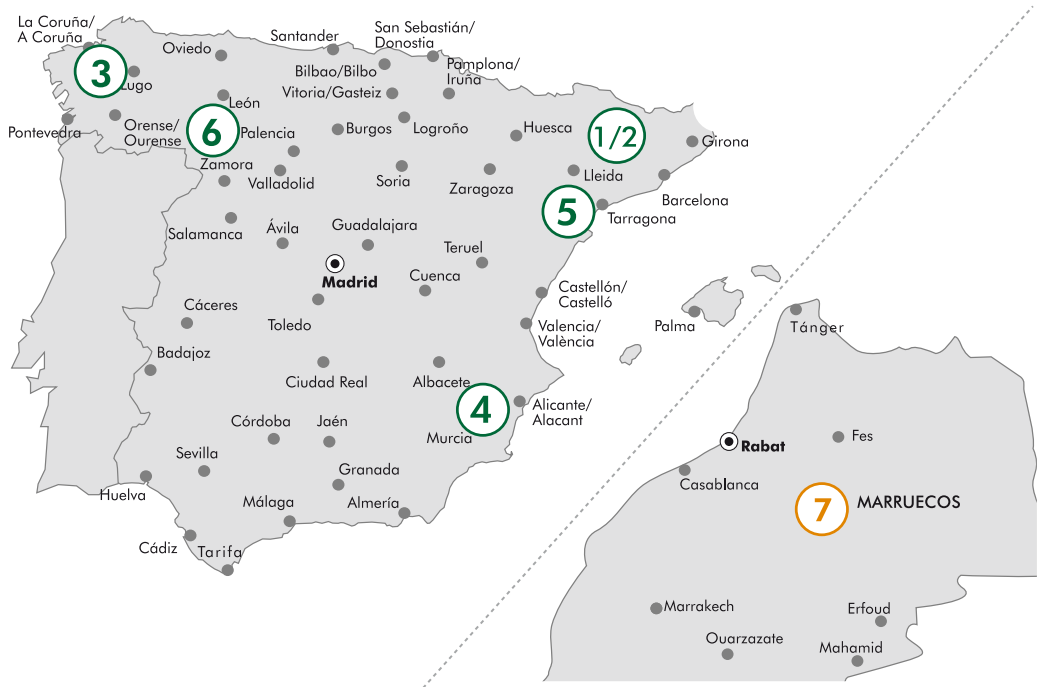 La Coruña/
A Coruña
Oviedo
Santander
San Sebastián/
Donostia
Bilbao/Bilbo
Pamplona/
Iruña
3
Lugo
León
Vitoria/Gasteiz
Pontevedra
Orense/
Ourense
6
Palencia
Burgos
Logroño
Huesca
1/2
Girona
Zamora
Valladolid
Soria
Zaragoza
Lleida
Barcelona
5
Tarragona
Salamanca
Ávila
Guadalajara
Teruel
Madrid
Cuenca
Castellón/
Castelló
Cáceres
Toledo
Valencia/
València
Palma
Tánger
Badajoz
Ciudad Real
Albacete
4
Alicante/
Alacant
Córdoba
Jaén
Murcia
Rabat
Fes
Sevilla
Granada
Casablanca
Huelva
Málaga
Almería
7
MARRUECOS
Cádiz
Tarifa
Marrakech
Erfoud
Ouarzazate
Mahamid